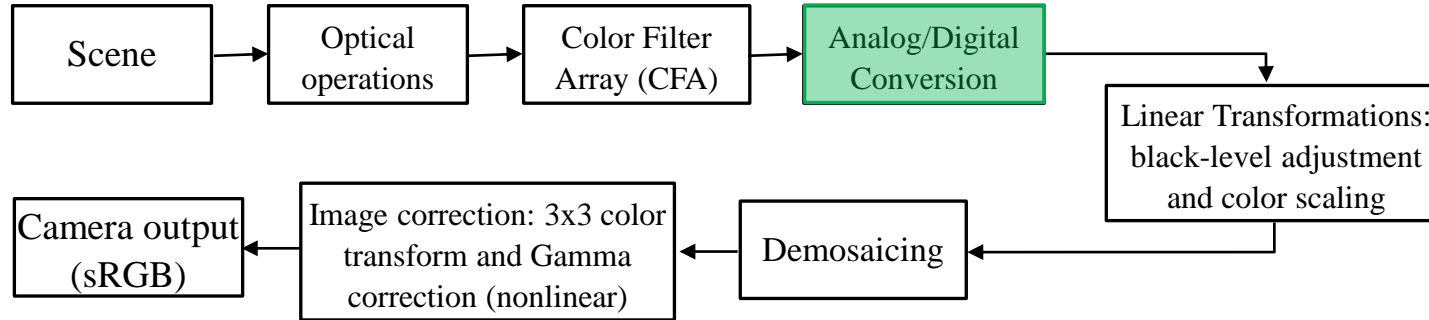 Scene
Optical
operations
Color Filter
Array (CFA)
Analog/Digital
Conversion
Linear Transformations:
black-level adjustment
and color scaling
Demosaicing
Image correction: 3x3 color
transform and Gamma
correction (nonlinear)
Camera output
(sRGB)